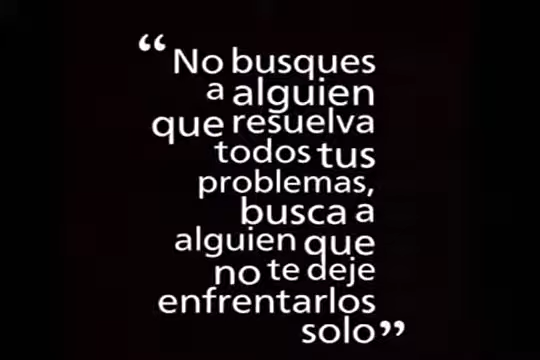 “No busques
a alguien
que resuelva
todos tus
problemas,
busca a
alguien que
no te deje
enfrentarlos
solo”